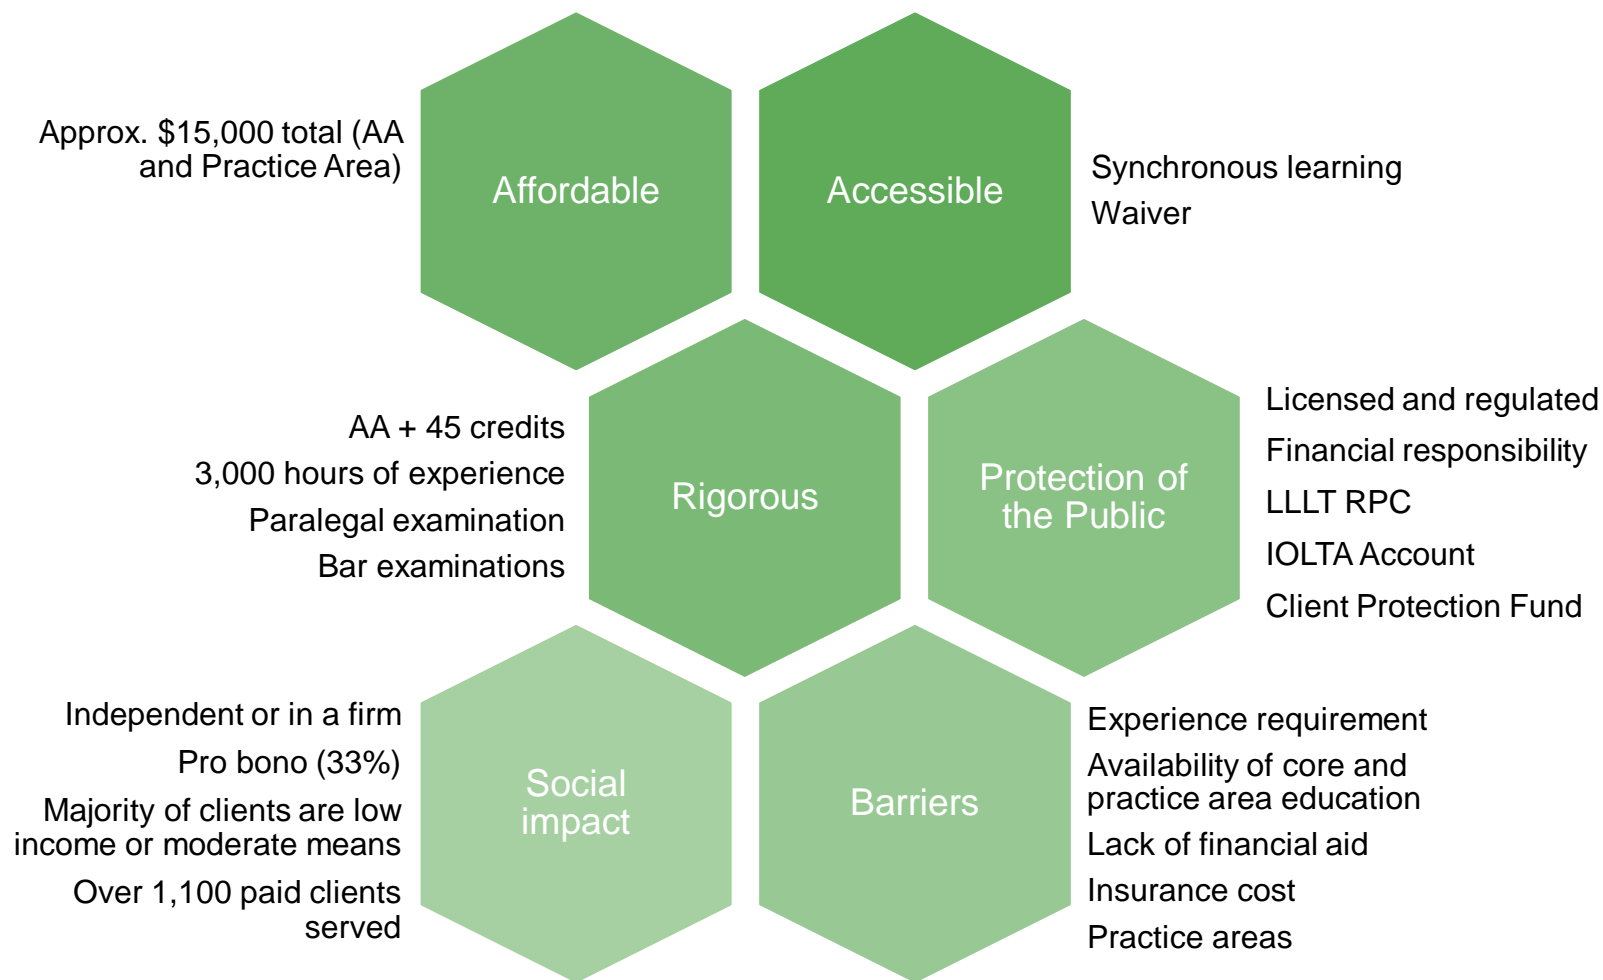 Approx. $15,000 total (AA
and Practice Area)
Affordable
Accessible
Synchronous learning
Waiver
AA + 45 credits
3,000 hours of experience
Paralegal examination
Bar examinations
Rigorous
Protection of
the Public
Licensed and regulated
Financial responsibility
LLLT RPC
IOLTA Account
Client Protection Fund
Independent or in a firm
Pro bono (33%)
Majority of clients are low
income or moderate means
Over 1,100 paid clients
served
Social
impact
Barriers
Experience requirement
Availability of core and
practice area education
Lack of financial aid
Insurance cost
Practice areas